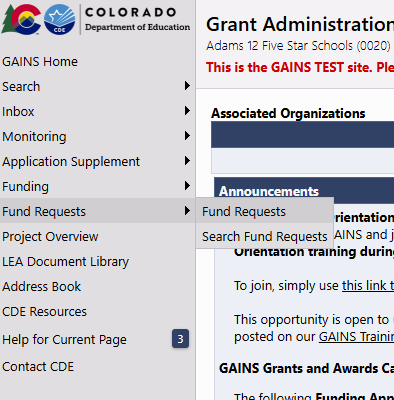 COLORADO
Department of Education
CDE
GAINS Home
Search
Inbox
Monitoring
Application Supplement
Funding
Fund Requests
Project Overview
LEA Document Library
Address Book
CDE Resources
Help for Current Page 3
Contact CDE
Fund Requests
Search Fund Requests
Grant Administration
Adams 12 Five Star Schools (0020)
This is the GAINS TEST site. Ple
Associated Organizations
Announcements
rientation
AINS and j
Orientation training during
To join, simply use this link t
This opportunity is open to
posted on our GAINS Trainin
GAINS Grants and Awards Ca
The following Funding App